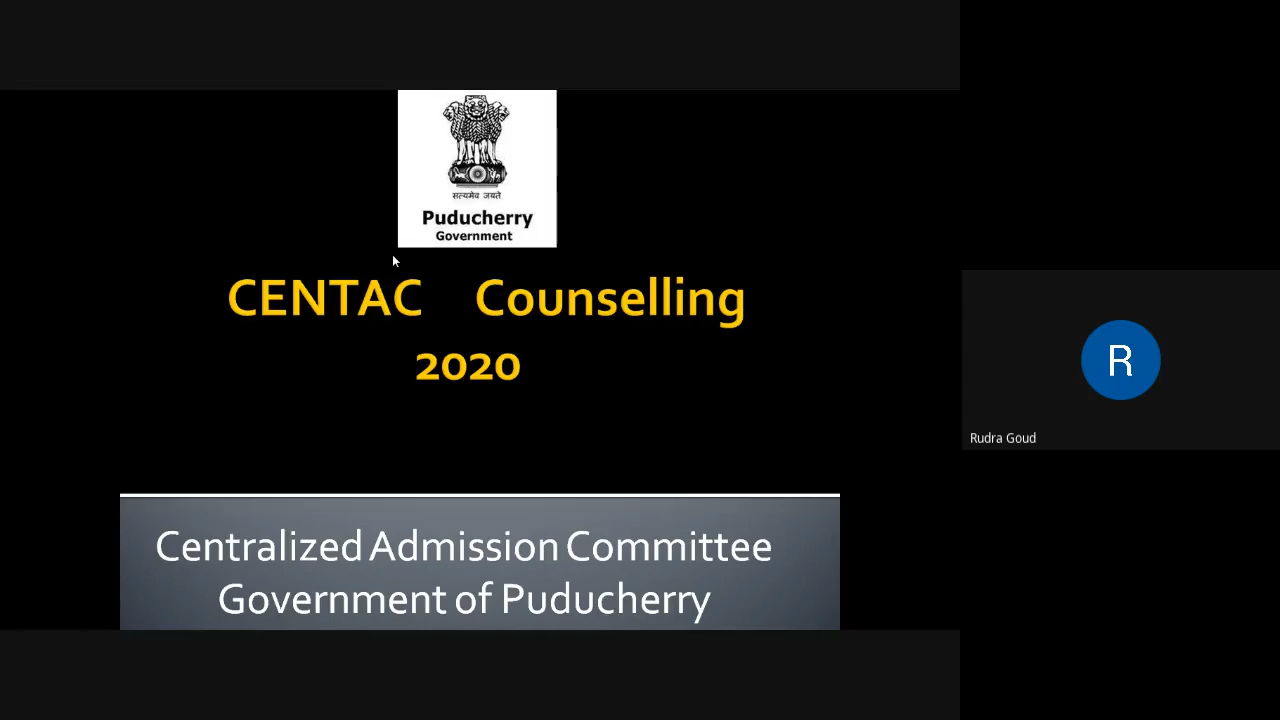 सत्यमेव जयते
Puducherry
Government
CENTAC Counselling
2020
Centralized Admission Committee
Government of Puducherry
R
Rudra Goud